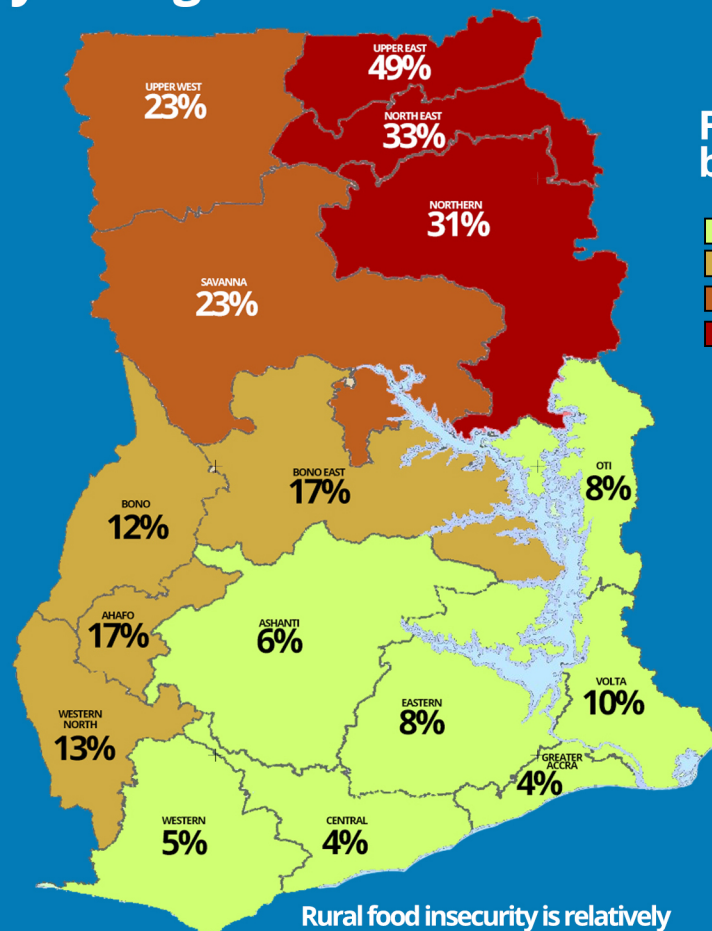 UPPER EAST
49%
UPPER WEST
23%
NORTH EAST
33%
NORTHERN
31%
SAVANNA
23%
OTI
8%
BONO EAST
17%
BONO
12%
AHAFO
17%
ASHANTI
6%
VOLTA
10%
EASTERN
8%
WESTERN
NORTH
13%
GREATER
ACCRA
4%
WESTERN
5%
CENTRAL
4%
Rural food insecurity is relatively